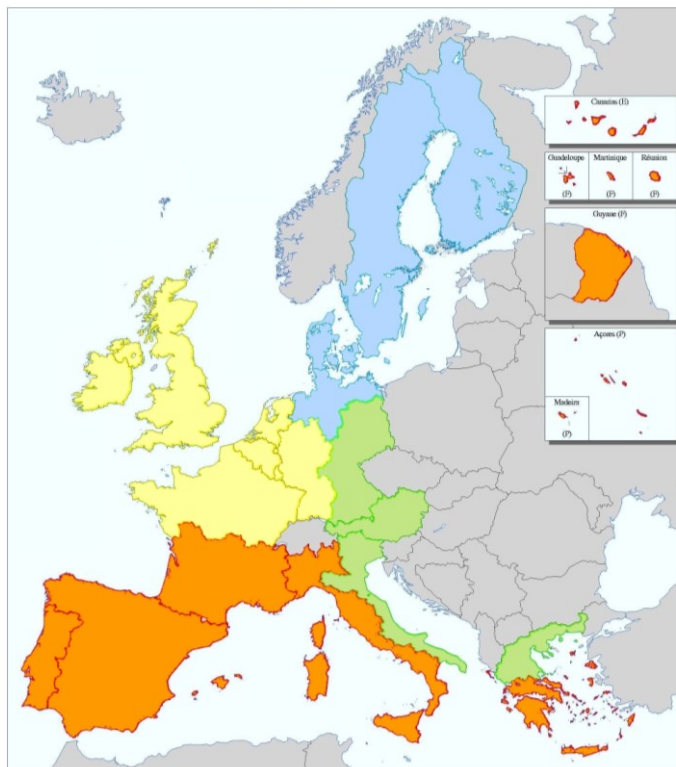 Canarias (E)
Guadeloupe
Martinique
Réunion
(F)
(F)
(F)
Guyane (F)
Açores (P)
Madeira
(P)